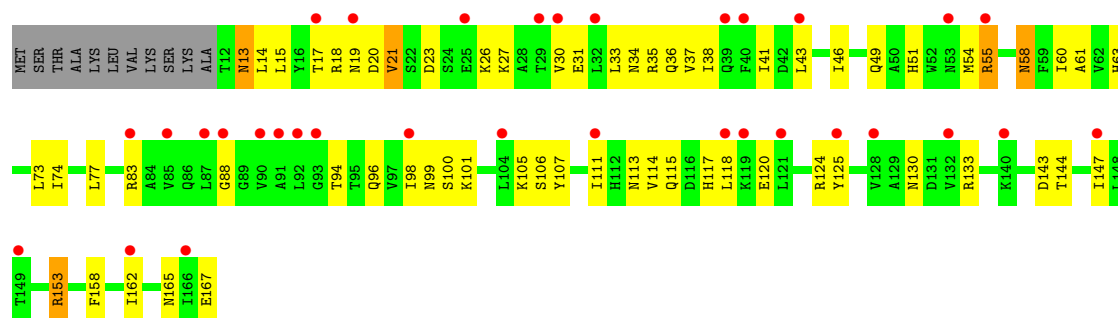 MET SER THR ALA LYS LEU VAL LYS SER LYS ALA T12 N13 L14 L15 Y16 T17 R18 N19 D20 V21 S22 D23 S24 E25 K26 K27 A28 T29 V30 E31 L32 L33 N34 R35 Q36 V37 I38 Q39 F40 I41 D42 L43 I46 Q49 A50 H51 W52 N53 M54 R55 N58 F59 I60 A61 V62 H63
L73 I74 L77 R83 A84 V85 Q86 L87 G88 G89 V90 A91 L92 G93 T94 T95 Q96 V97 I98 N99 S100 K101 L104 K105 S106 Y107 I111 H112 N113 V114 Q115 D116 H117 L118 K119 E120 L121 R124 Y125 V128 A129 N130 D131 V132 R133 K140 D143 T144 I147 L148
T149 R153 F158 I162 N165 I166 E167